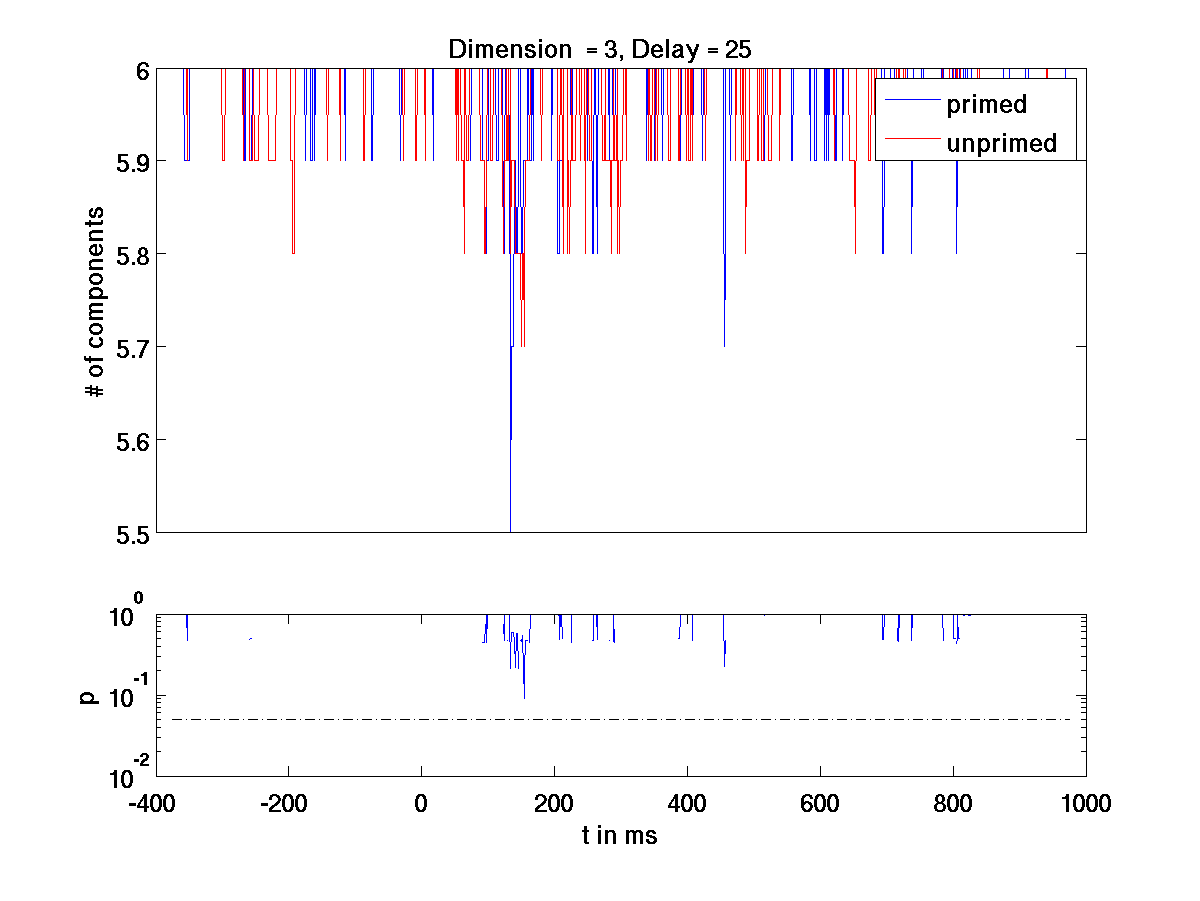 Dimension = 3, Delay = 25
6
5.9
5.8
5.7
5.6
5.5
# of components
primed
unprimed
10^0
10^-1
10^-2
p
-400 -200 0 200 400 600 800 1000
t in ms